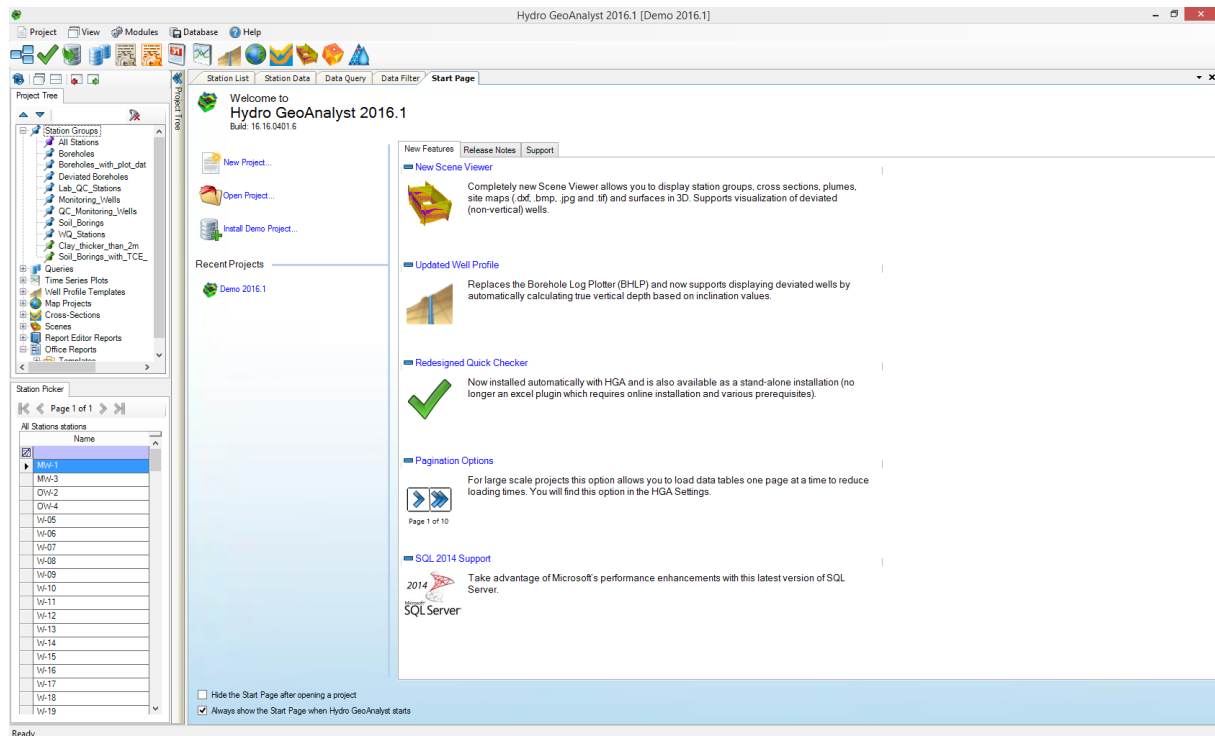 Hydro GeoAnalyst 2016.1 [Demo 2016.1]
Project View Modules Database Help
Station List Station Data Data Query Data Filter Start Page
Project Tree
Project Tree
Station Groups
All Stations
Boreholes
Boreholes_with_plot_dat
Deviated Boreholes
Lab_QC_Stations
Monitoring_Wells
QC_Monitoring_Wells
Soil_Borings
WQ_Stations
Clay_thicker_than_2m
Soil_Borings_with_TCE_
Queries
Time Series Plots
Well Profile Templates
Map Projects
Cross-Sections
Scenes
Report Editor Reports
Office Reports
Templates
Station Picker
Page 1 of 1
All Stations stations
Name
MW-1
MW-3
OW-2
OW-4
W-05
W-06
W-07
W-08
W-09
W-10
W-11
W-12
W-13
W-14
W-15
W-16
W-17
W-18
W-19
Welcome to
Hydro GeoAnalyst 2016.1
Build: 16.16.0401.6
New Project...
Open Project...
Install Demo Project...
Recent Projects
Demo 2016.1
New Features Release Notes Support
New Scene Viewer
Completely new Scene Viewer allows you to display station groups, cross sections, plumes,
site maps (.dxf, .bmp, .jpg and .tif) and surfaces in 3D. Supports visualization of deviated
(non-vertical) wells.
Updated Well Profile
Replaces the Borehole Log Plotter (BHLP) and now supports displaying deviated wells by
automatically calculating true vertical depth based on inclination values.
Redesigned Quick Checker
Now installed automatically with HGA and is also available as a stand-alone installation (no
longer an excel plugin which requires online installation and various prerequisites).
Pagination Options
For large scale projects this option allows you to load data tables one page at a time to reduce
loading times. You will find this option in the HGA Settings.
Page 1 of 10
SQL 2014 Support
Take advantage of Microsoft's performance enhancements with this latest version of SQL
Server.
2014
Microsoft
SQL Server
Hide the Start Page after opening a project
Always show the Start Page when Hydro GeoAnalyst starts
Ready